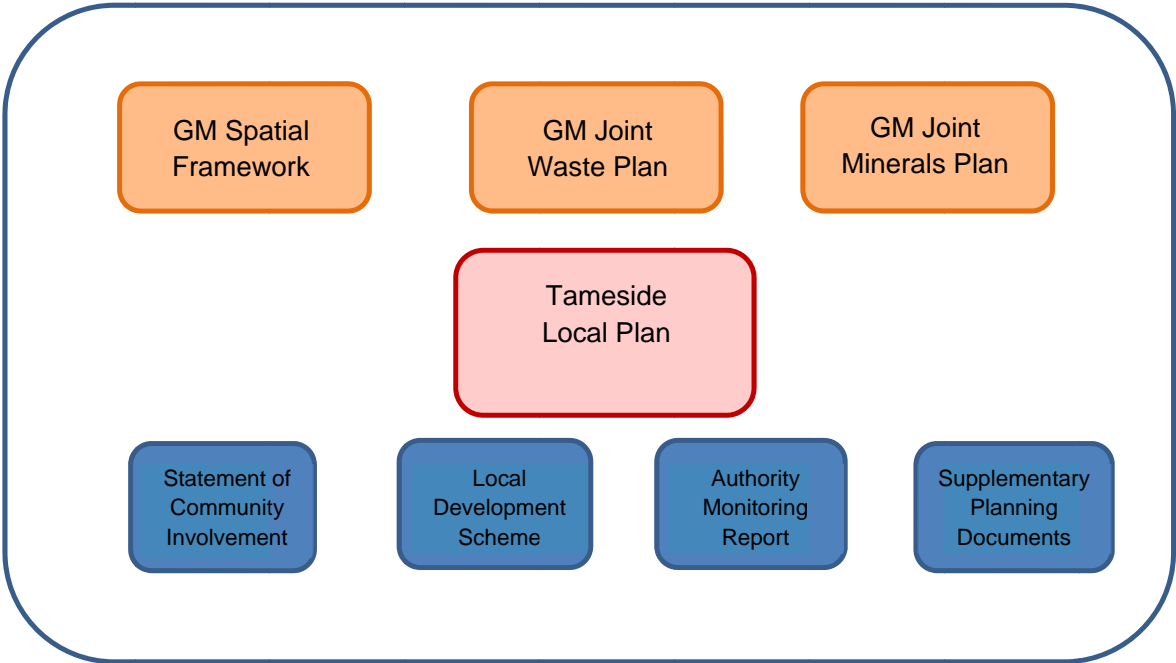 GM Spatial
Framework
GM Joint
Waste Plan
GM Joint
Minerals Plan
Tameside
Local Plan
Statement of
Community
Involvement
Local
Development
Scheme
Authority
Monitoring
Report
Supplementary
Planning
Documents